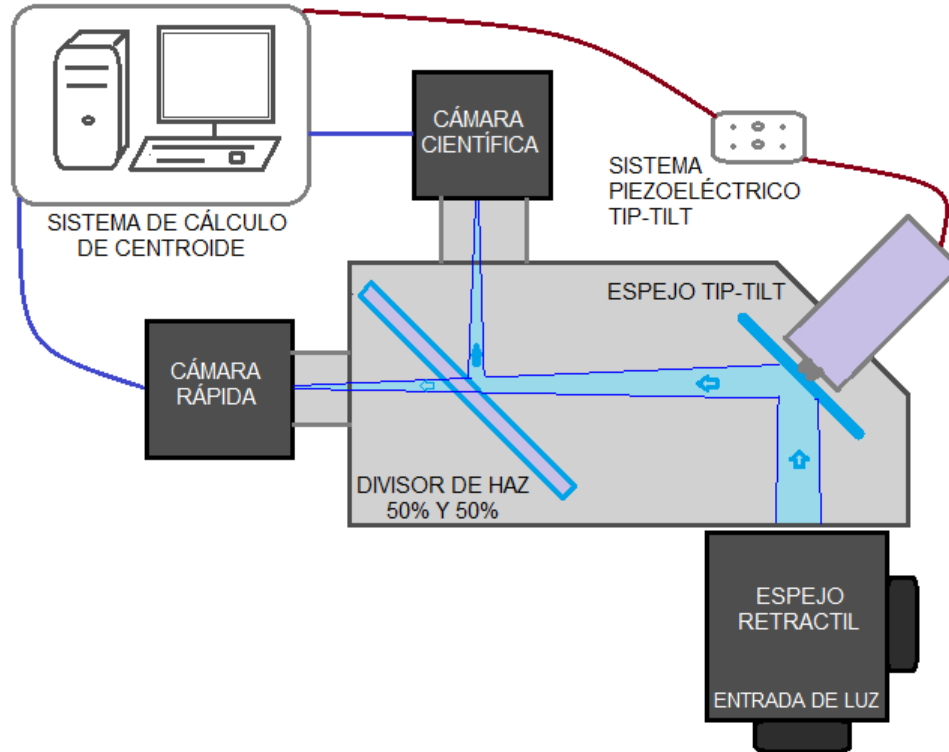 CÁMARA
CIENTÍFICA
SISTEMA
PIEZOELÉCTRICO
TIP-TILT
SISTEMA DE CÁLCULO
DE CENTROIDE
ESPEJO TIP-TILT
CÁMARA
RÁPIDA
DIVISOR DE HAZ
50% Y 50%
ESPEJO
RETRACTIL
ENTRADA DE LUZ